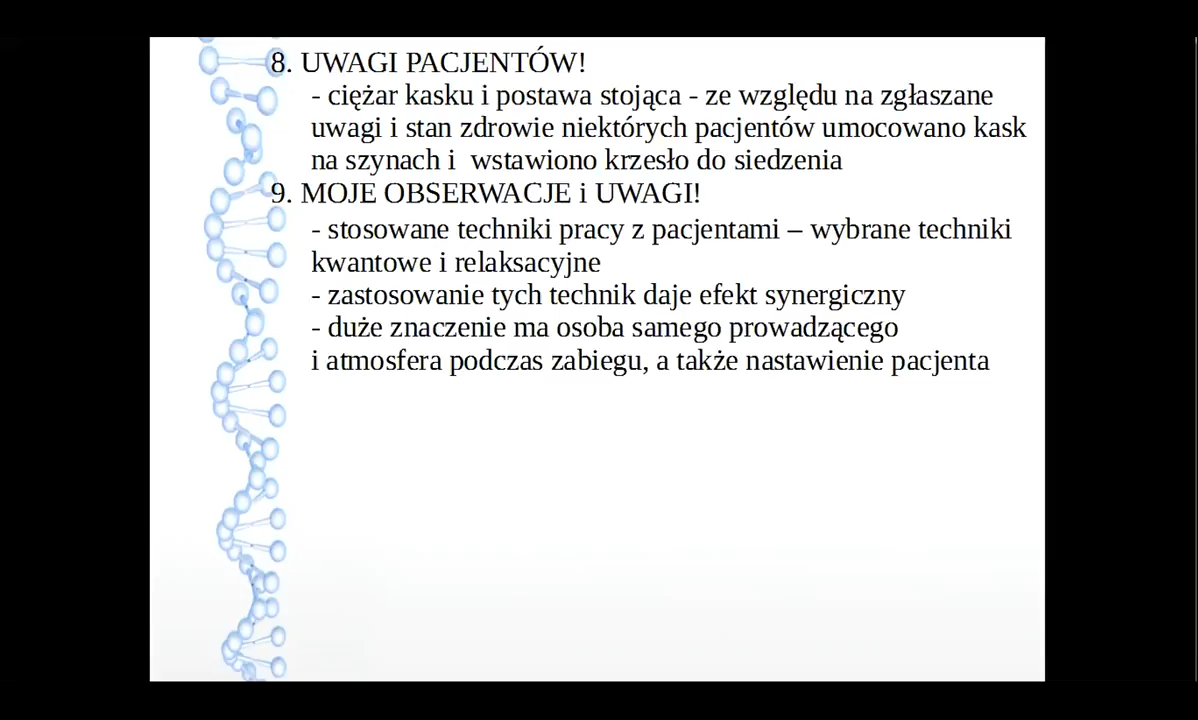 8. UWAGI PACJENTÓW!
- ciężar kasku i postawa stojąca - ze względu na zgłaszane
uwagi i stan zdrowie niektórych pacjentów umocowano kask
na szynach i wstawiono krzesło do siedzenia
9. MOJE OBSERWACJE i UWAGI!
- stosowane techniki pracy z pacjentami – wybrane techniki
kwantowe i relaksacyjne
- zastosowanie tych technik daje efekt synergiczny
- duże znaczenie ma osoba samego prowadzącego
i atmosfera podczas zabiegu, a także nastawienie pacjenta